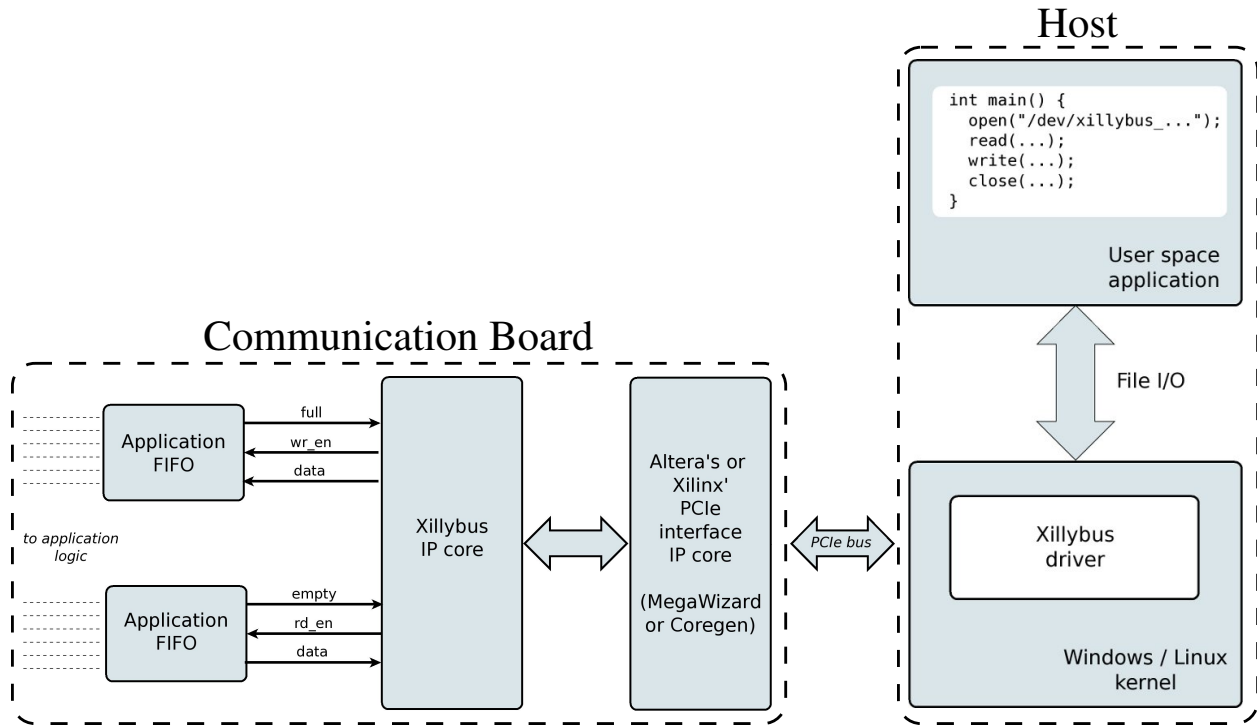 Host
int main() {
open("/dev/xillybus_...");
read(...);
write(...);
close(...);
}
User space
application
File I/O
Xillybus
driver
Windows / Linux
kernel
Communication Board
Application
FIFO
full
wr_en
data
to application
logic
Application
FIFO
empty
rd_en
data
Xillybus
IP core
Altera's or
Xilinx'
PCIe
interface
IP core
(MegaWizard
or Coregen)
PCIe bus